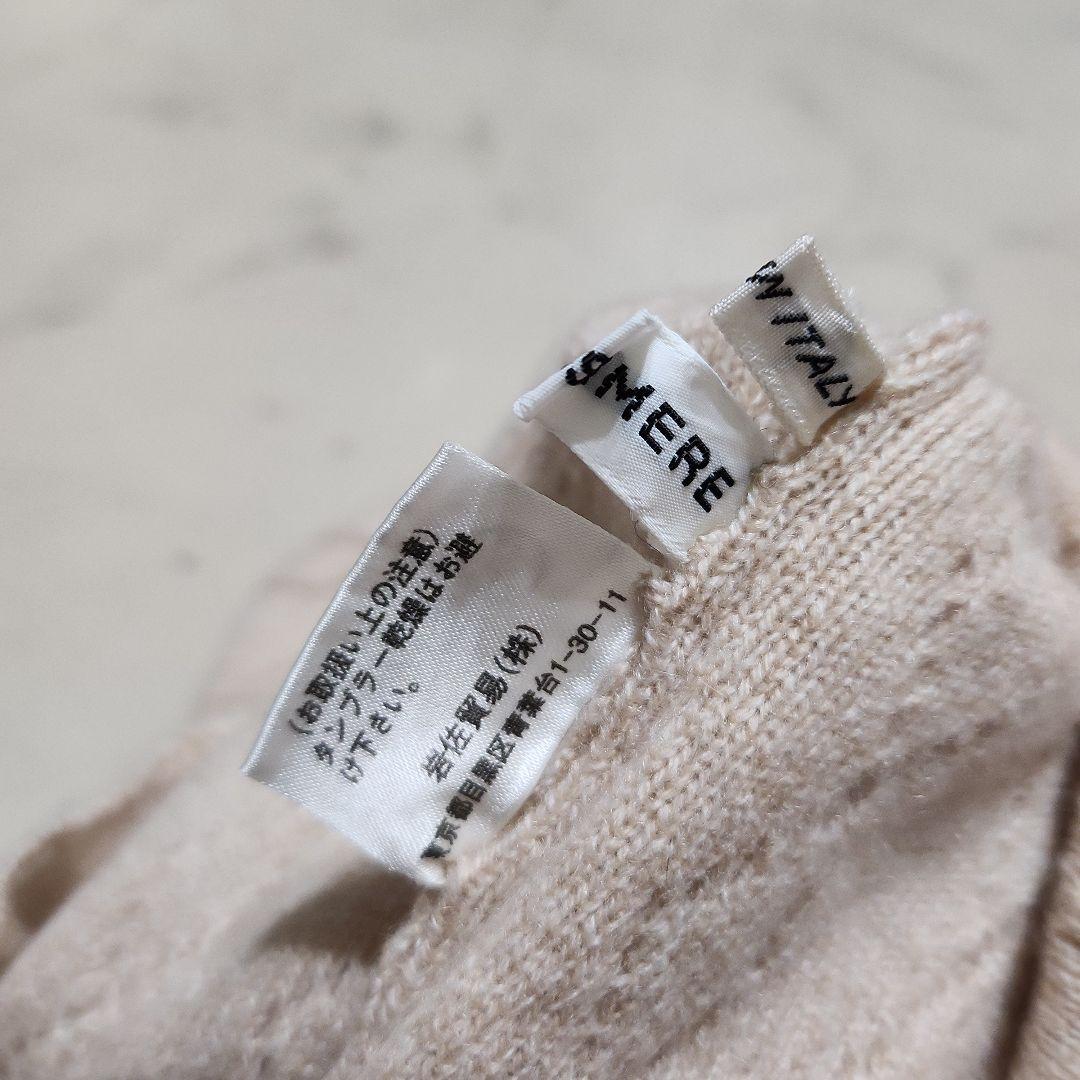 (お取扱い上の注意)
タンブラー乾燥はお避
け下さい。
岩佐貿易(株)
東京都目黒区青葉台1-30-11
SMERE
IN ITALY